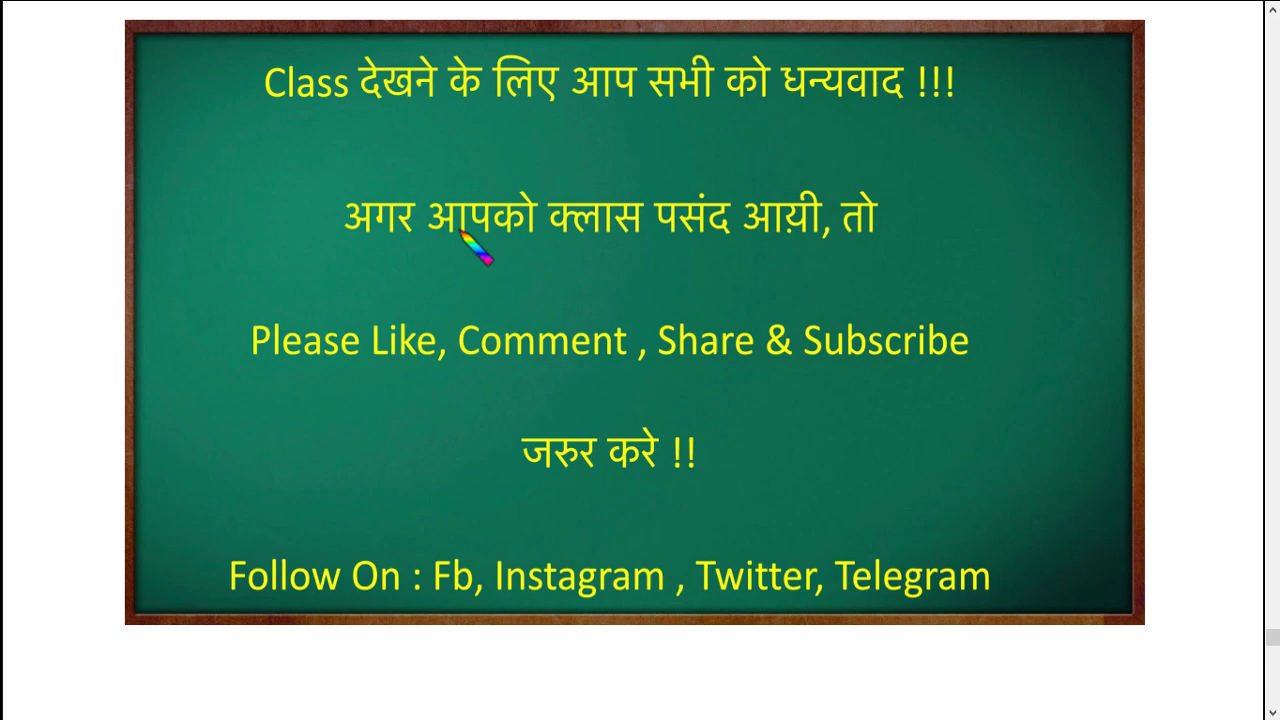 Class देखने के लिए आप सभी को धन्यवाद !!!
अगर आपको क्लास पसंद आय़ी, तो
Please Like, Comment , Share & Subscribe
जरुर करे !!
Follow On : Fb, Instagram , Twitter, Telegram